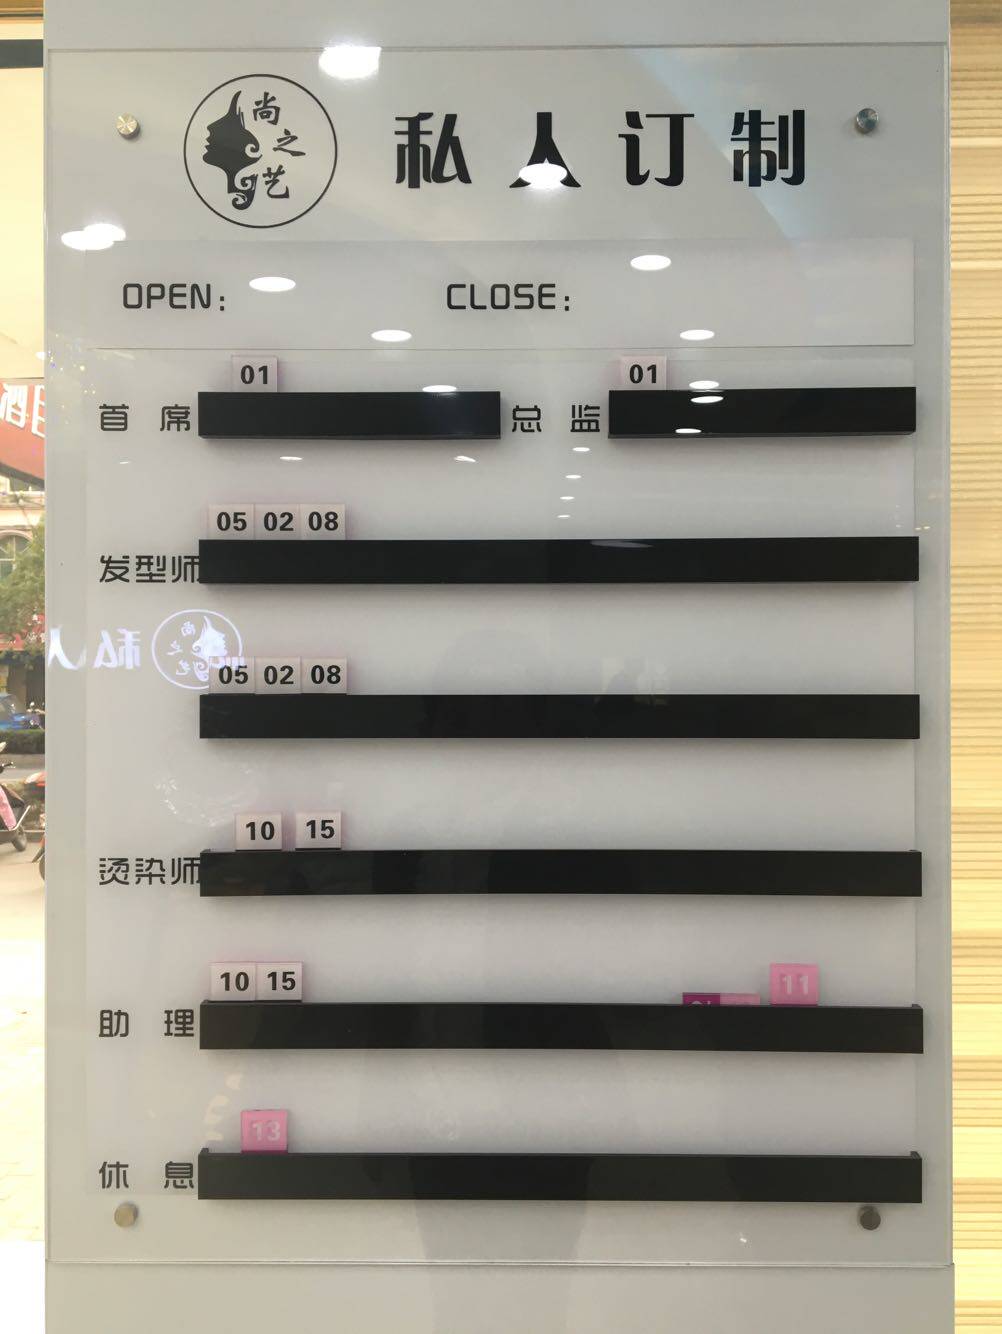 尚之艺
私人订制
OPEN: CLOSE:
01 01
首席 总监
05 02 08
发型师
05 02 08
10 15
烫染师
10 15 11
助理
13
休息